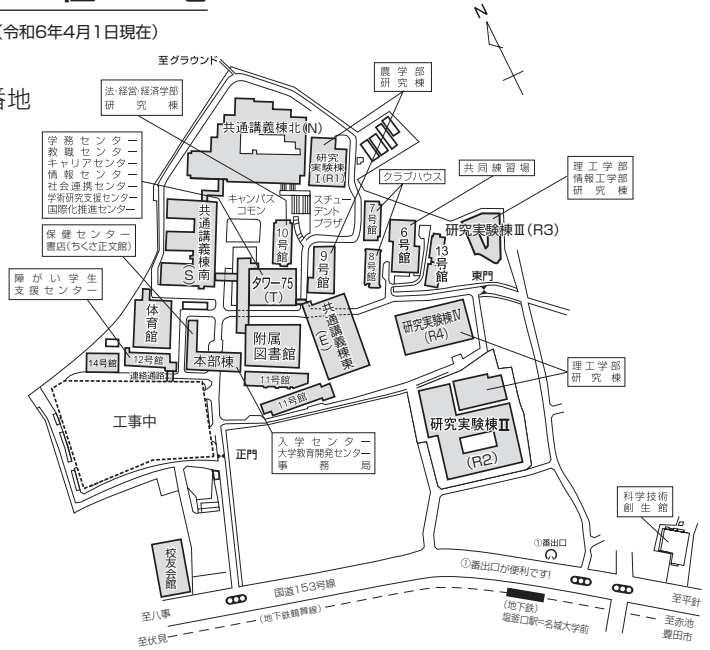 (令和6年4月1日現在)
N
番地
至グラウンド
法・経営・経済学部
研究棟
農学部
研究棟
共通講義棟北(N)
研究
実験棟
I(R1)
学務センター
教職センター
キャリアセンター
情報センター
社会連携センター
学術研究支援センター
国際化推進センター
クラブハウス
共同練習場
理工学部
情報工学部
研究棟
キャンパス
コモン
スチュー
デント
プラザ
共通講義棟南
(S)
10号館
7号館
6号館
研究実験棟Ⅲ(R3)
保健センター
書店(ちくさ正文館)
9号館
8号館
13号館
東門
障がい学生
支援センター
タワー75
(T)
体育館
附属
図書館
共通講義棟東
(E)
研究実験棟Ⅳ
(R4)
14号館
12号館
連絡通路
本部棟
11号館
11号館
理工学部
研究棟
工事中
研究実験棟Ⅱ
(R2)
正門
入学センター
大学教育開発センター
事務局
科学技術
創生館
校友会館
①番出口
①番出口が便利です!
国道153号線
至八事
(地下鉄鶴舞線)
至伏見
(地下鉄)
塩釜口駅=名城大学前
至平針
至赤池
豊田市